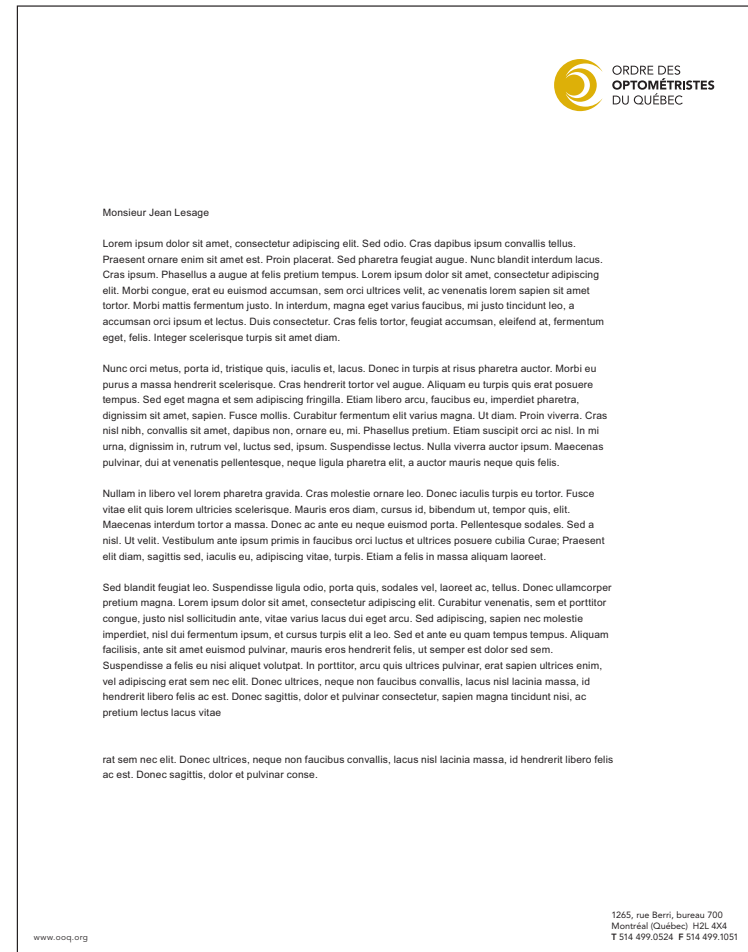 ORDRE DES
OPTOMÉTRISTES
DU QUÉBEC
Monsieur Jean Lesage
Lorem ipsum dolor sit amet, consectetur adipiscing elit. Sed odio. Cras dapibus ipsum convallis tellus.
Praesent ornare enim sit amet est. Proin placerat. Sed pharetra feugiat augue. Nunc blandit interdum lacus.
Cras ipsum. Phasellus a augue at felis pretium tempus. Lorem ipsum dolor sit amet, consectetur adipiscing
elit. Morbi congue, erat eu euismod accumsan, sem orci ultrices velit, ac venenatis lorem sapien sit amet
tortor. Morbi mattis fermentum justo. In interdum, magna eget varius faucibus, mi justo tincidunt leo, a
accumsan orci ipsum et lectus. Duis consectetur. Cras felis tortor, feugiat accumsan, eleifend at, fermentum
eget, felis. Integer scelerisque turpis sit amet diam.
Nunc orci metus, porta id, tristique quis, iaculis et, lacus. Donec in turpis at risus pharetra auctor. Morbi eu
purus a massa hendrerit scelerisque. Cras hendrerit tortor vel augue. Aliquam eu turpis quis erat posuere
tempus. Sed eget magna et sem adipiscing fringilla. Etiam libero arcu, faucibus eu, imperdiet pharetra,
dignissim sit amet, sapien. Fusce mollis. Curabitur fermentum elit varius magna. Ut diam. Proin viverra. Cras
nisl nibh, convallis sit amet, dapibus non, ornare eu, mi. Phasellus pretium. Etiam suscipit orci ac nisl. In mi
urna, dignissim in, rutrum vel, luctus sed, ipsum. Suspendisse lectus. Nulla viverra auctor ipsum. Maecenas
pulvinar, dui at venenatis pellentesque, neque ligula pharetra elit, a auctor mauris neque quis felis.
Nullam in libero vel lorem pharetra gravida. Cras molestie ornare leo. Donec iaculis turpis eu tortor. Fusce
vitae elit quis lorem ultricies scelerisque. Mauris eros diam, cursus id, bibendum ut, tempor quis, elit.
Maecenas interdum tortor a massa. Donec ac ante eu neque euismod porta. Pellentesque sodales. Sed a
nisl. Ut velit. Vestibulum ante ipsum primis in faucibus orci luctus et ultrices posuere cubilia Curae; Praesent
elit diam, sagittis sed, iaculis eu, adipiscing vitae, turpis. Etiam a felis in massa aliquam laoreet.
Sed blandit feugiat leo. Suspendisse ligula odio, porta quis, sodales vel, laoreet ac, tellus. Donec ullamcorper
pretium magna. Lorem ipsum dolor sit amet, consectetur adipiscing elit. Curabitur venenatis, sem et porttitor
congue, justo nisl sollicitudin ante, vitae varius lacus dui eget arcu. Sed adipiscing, sapien nec molestie
imperdiet, nisl dui fermentum ipsum, et cursus turpis elit a leo. Sed et ante eu quam tempus tempus. Aliquam
facilisis, ante sit amet euismod pulvinar, mauris eros hendrerit felis, ut semper est dolor sed sem.
Suspendisse a felis eu nisi aliquet volutpat. In porttitor, arcu quis ultrices pulvinar, erat sapien ultrices enim,
vel adipiscing erat sem nec elit. Donec ultrices, neque non faucibus convallis, lacus nisl lacinia massa, id
hendrerit libero felis ac est. Donec sagittis, dolor et pulvinar consectetur, sapien magna tincidunt nisi, ac
pretium lectus lacus vitae
rat sem nec elit. Donec ultrices, neque non faucibus convallis, lacus nisl lacinia massa, id hendrerit libero felis
ac est. Donec sagittis, dolor et pulvinar conse.
www.ooq.org
1265, rue Berri, bureau 700
Montréal (Québec) H2L 4X4
T 514 499.0524 F 514 499.1051